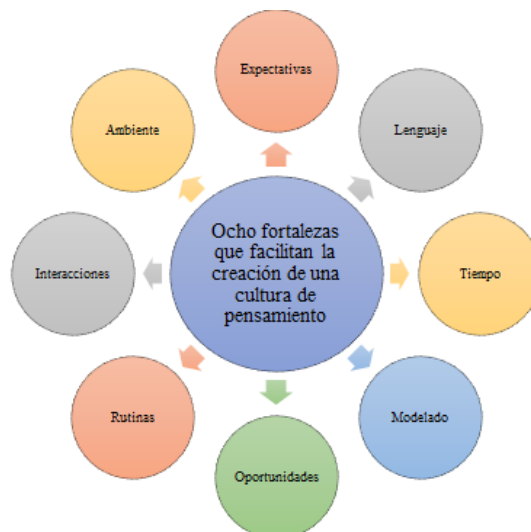 Expectativas
Lenguaje
Tiempo
Modelado
Oportunidades
Rutinas
Interacciones
Ambiente
Ocho fortalezas
que facilitan la
creación de una
cultura de
pensamiento